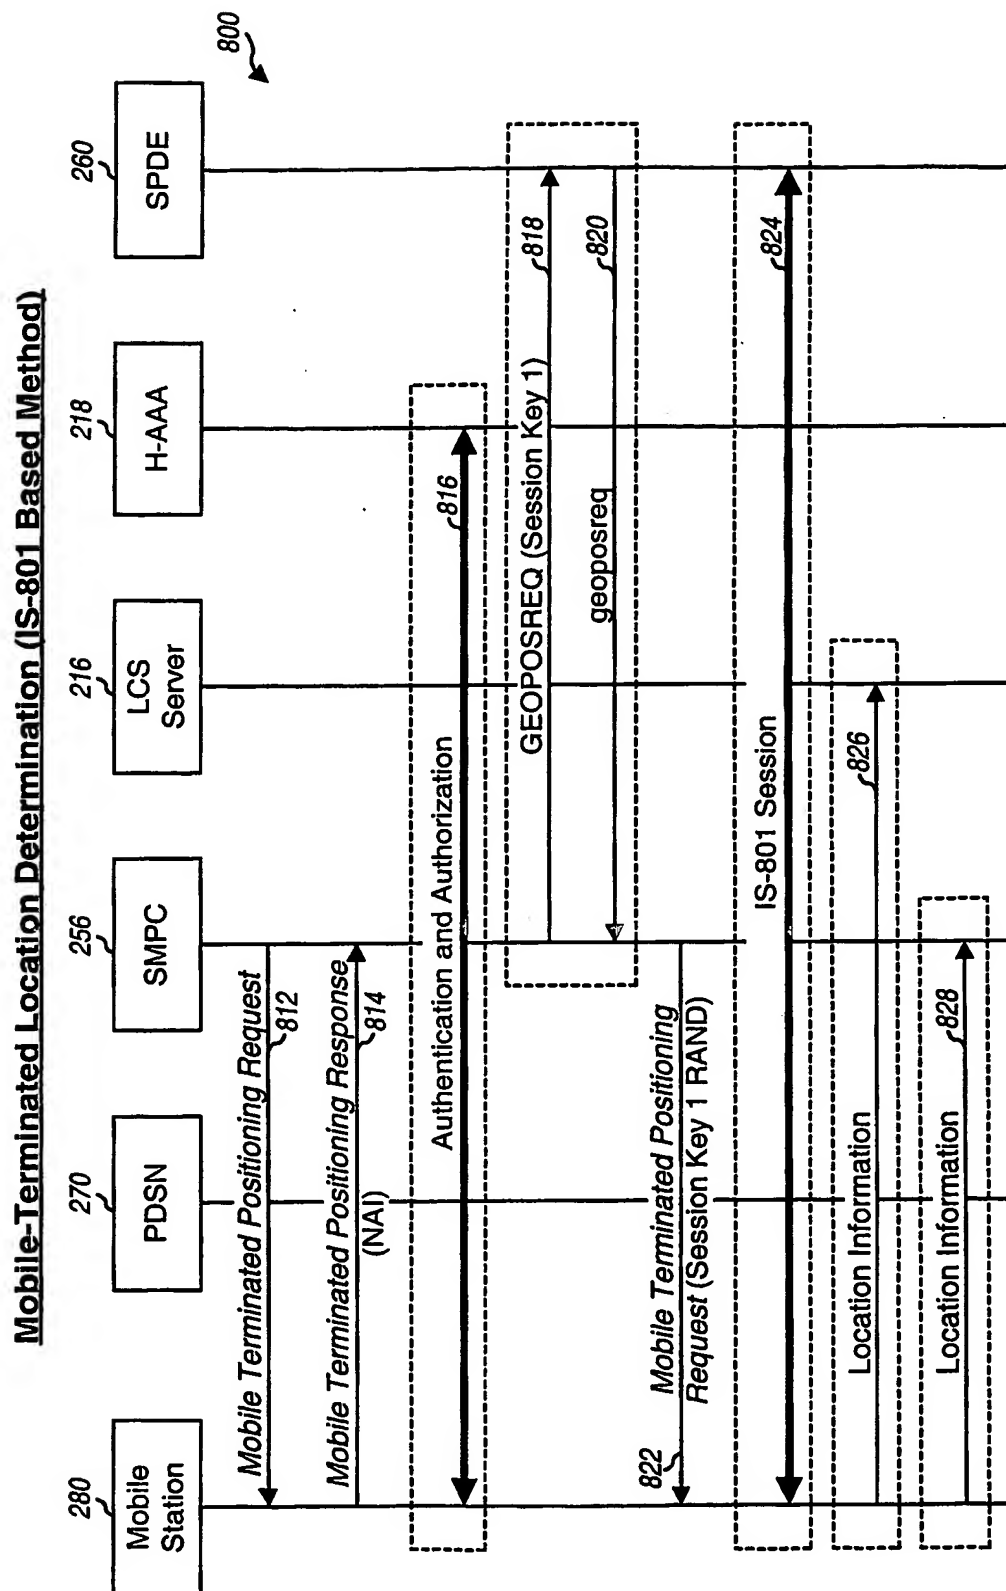 Mobile-Terminated Location Determination (IS-801 Based Method)
800
280
Mobile
Station
270
PDSN
256
SMPC
216
LCS
Server
218
H-AAA
260
SPDE
Mobile Terminated Positioning Request
812
Mobile Terminated Positioning Response
(NAI)
814
Authentication and Authorization
816
GEOPOSREQ (Session Key 1)
818
geoposreq
820
822
Mobile Terminated Positioning
Request (Session Key 1 RAND)
IS-801 Session
824
Location Information
826
Location Information
828